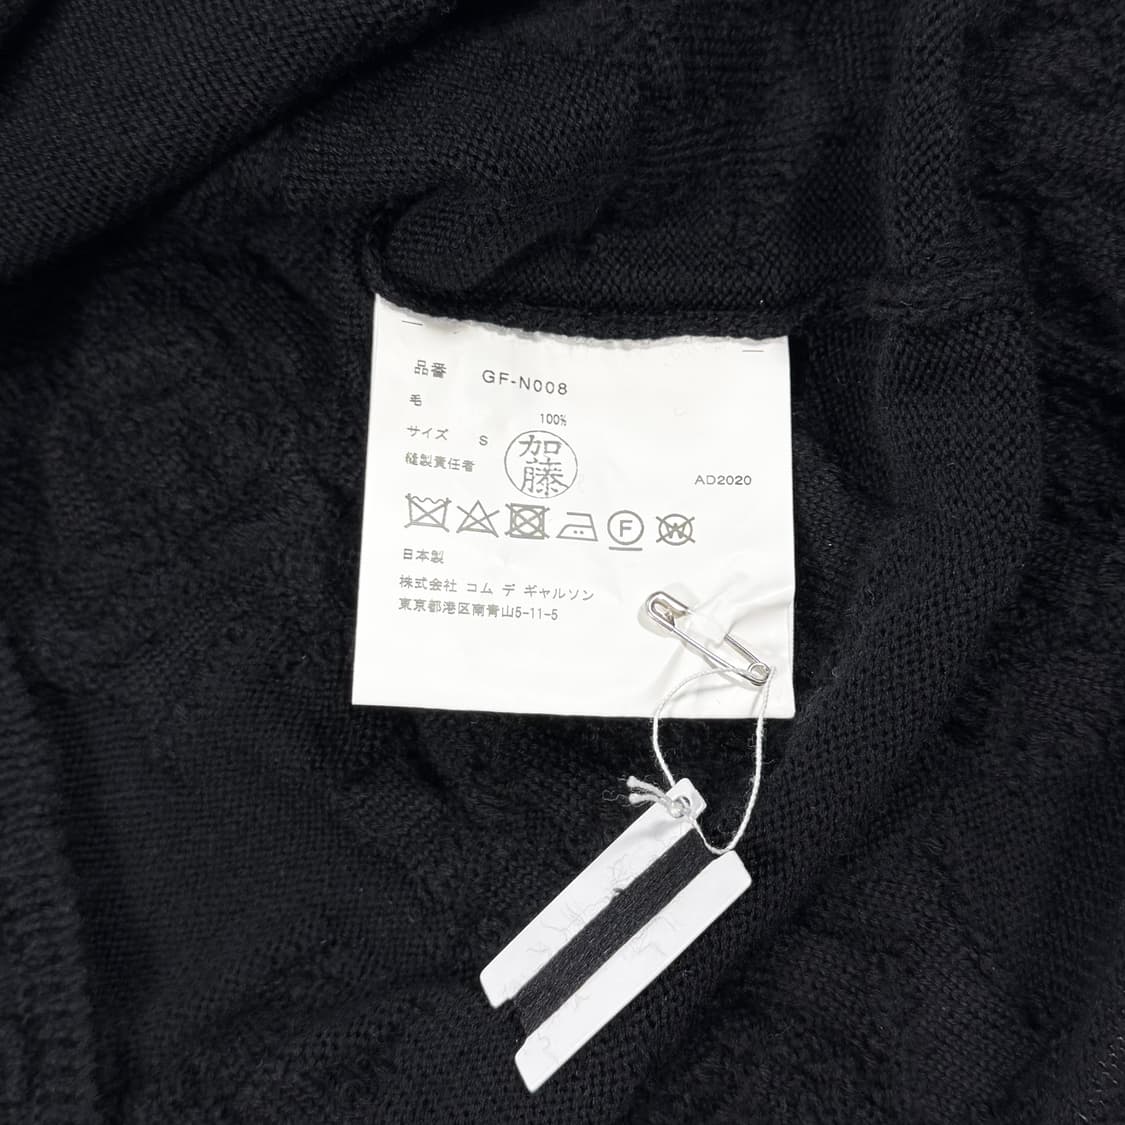 品番 GF-N008
毛 100%
サイズ S
縫製責任者 加藤
AD2020
F W
日本製
株式会社 コム デ ギャルソン
東京都港区南青山5-11-5